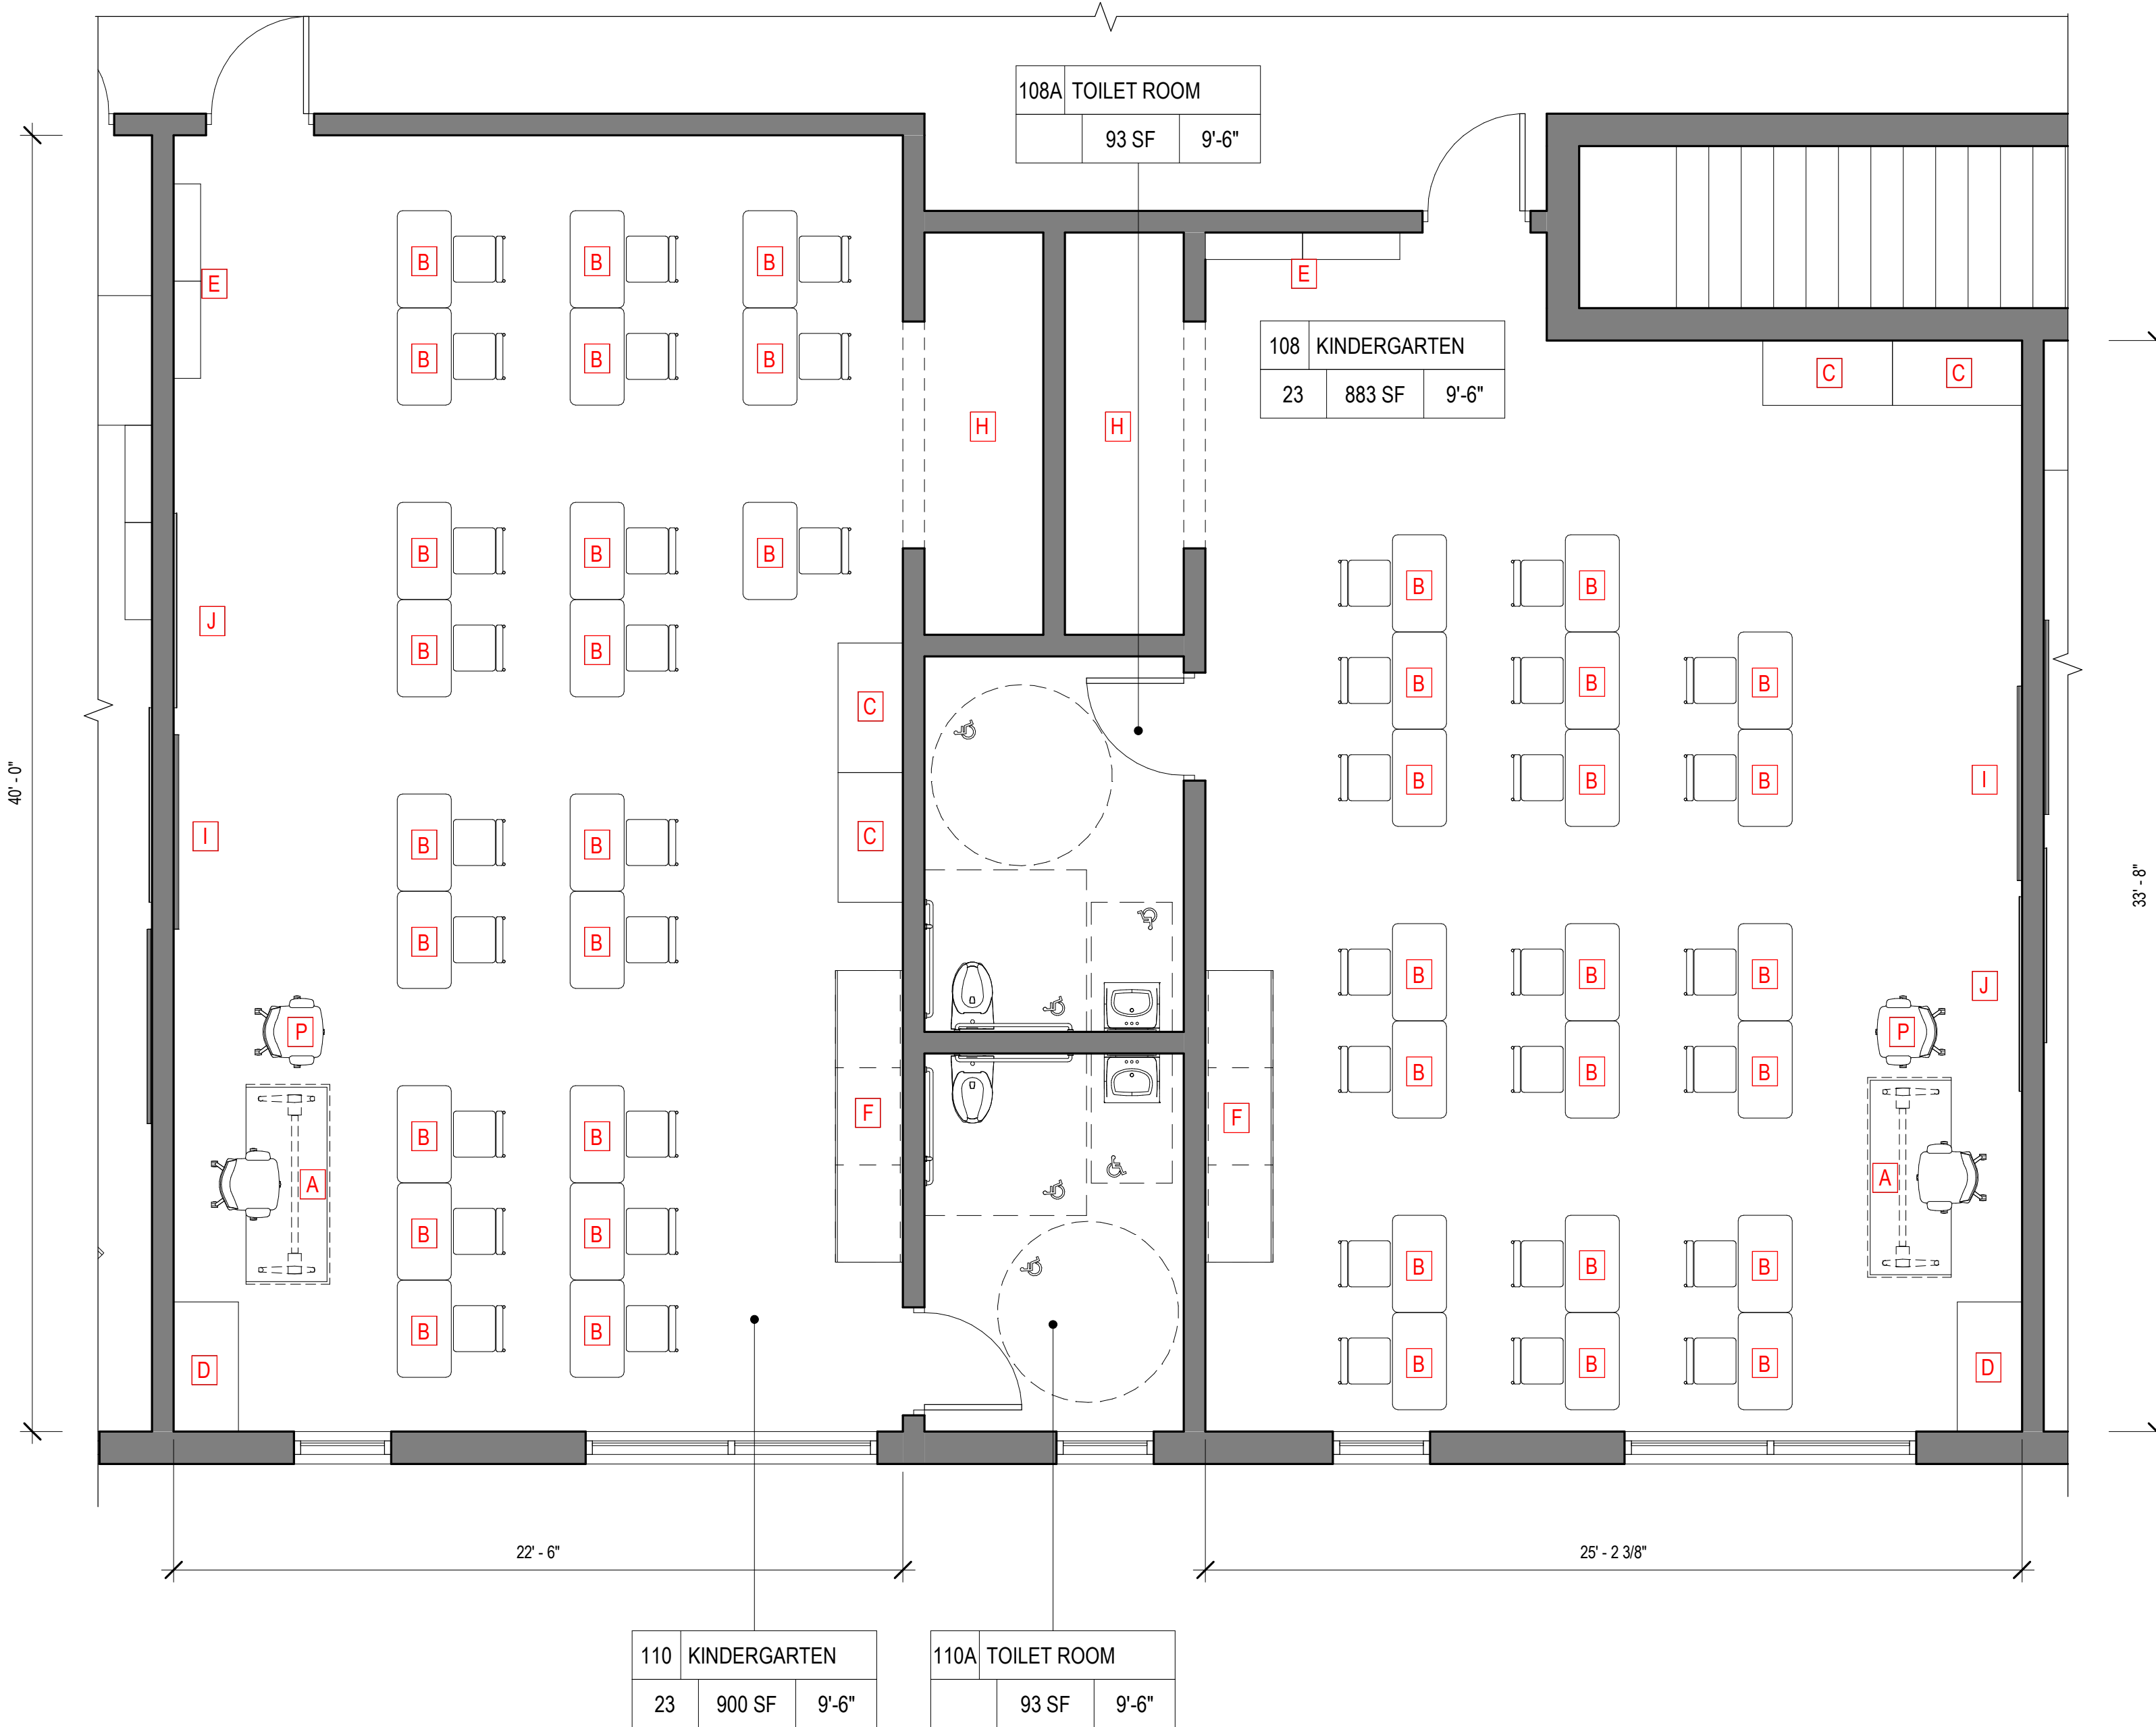 108A TOILET ROOM
93 SF 9'-6"
B B B
E E
108 KINDERGARTEN
B B B
C C
23 883 SF 9'-6"
H H
B B B
B B
J
B B
B B B
C
I
B B B
I
C
B B
B B
B B B
J
P P
B B B
F F
B B
A A
B B
B B B
B B
D
B B B
D
40' - 0"
33' - 8"
22' - 6"
25' - 2 3/8"
110 KINDERGARTEN
23 900 SF 9'-6"
110A TOILET ROOM
93 SF 9'-6"